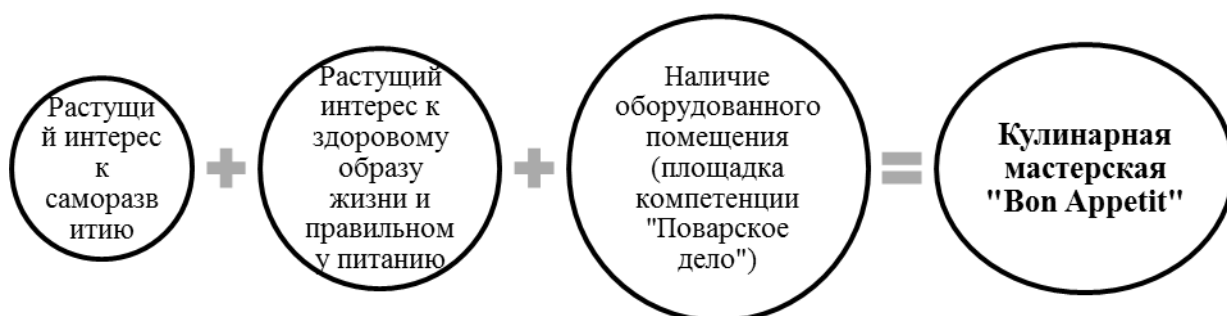 Растущи
й интерес
к
саморазв
итию
Растущий
интерес к
здоровому
образу
жизни и
правильном
у питанию
Наличие
оборудованного
помещения
(площадка
компетенции
"Поварское
дело")
Кулинарная
мастерская
"Bon Appetit"